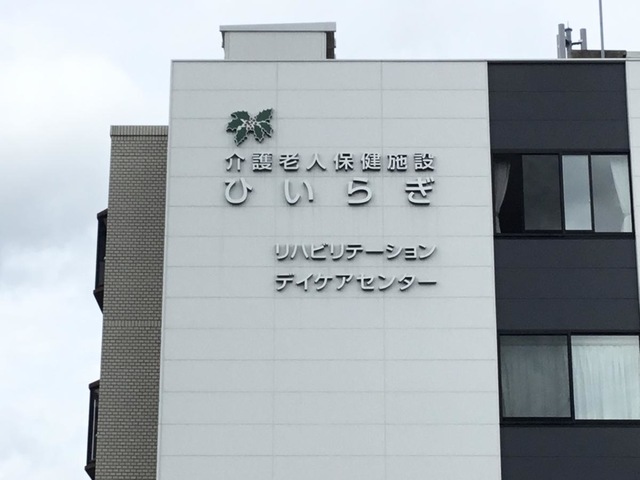 介護老人保健施設
ひいらぎ
リハビリテーション
デイケアセンター